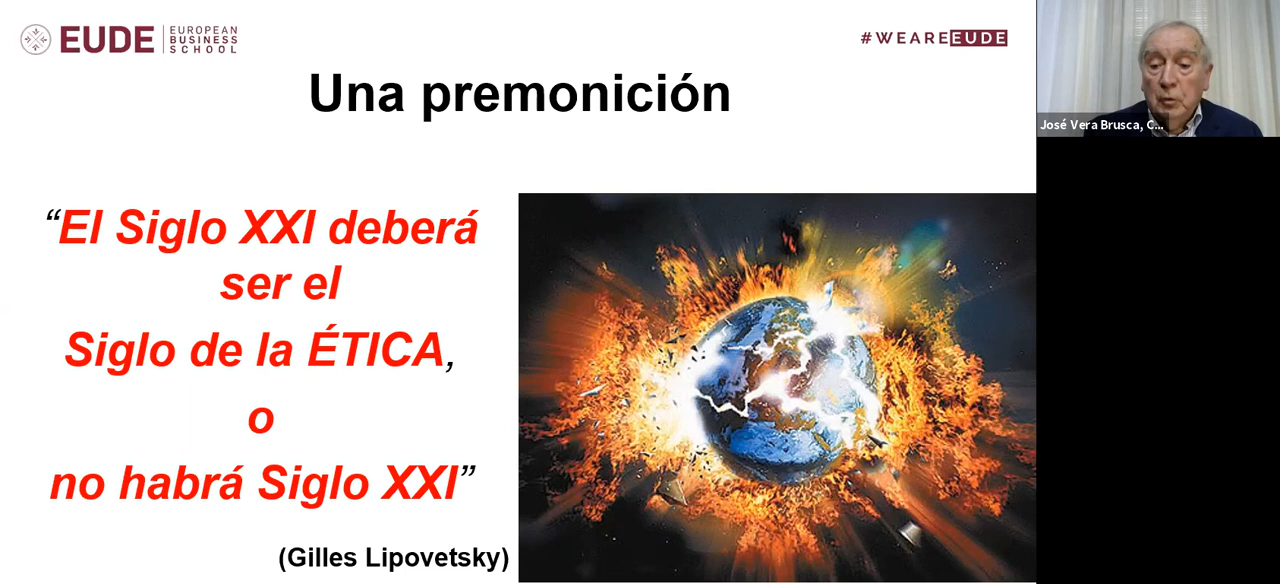 EUDE
EUROPEAN
BUSINESS
SCHOOL
#WEAREEUDE
Una premonición
“El Siglo XXI deberá
ser el
Siglo de la ÉTICA,
o
no habrá Siglo XXI”
(Gilles Lipovetsky)
José Vera Brusca, C...